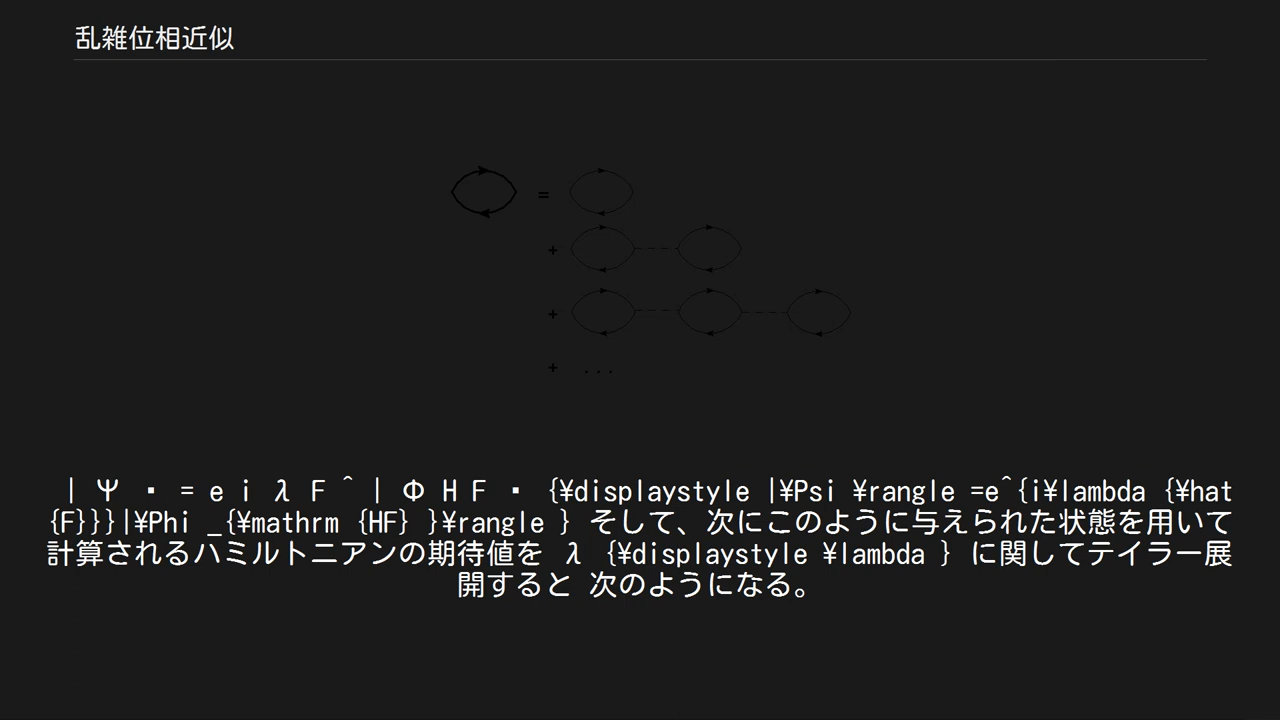 乱雑位相近似
=
+
+
+ ...
| Ψ ▪ = e i λ F ^ | Φ H F ▪ {¥displaystyle |¥Psi ¥rangle =e^{i¥lambda {¥hat
{F}}}|¥Phi _{¥mathrm {HF} }¥rangle } そして、次にこのように与えられた状態を用いて
計算されるハミルトニアンの期待値を λ {¥displaystyle ¥lambda } に関してテイラー展
開すると 次のようになる。